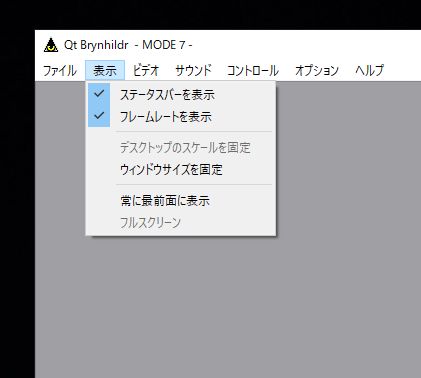 Qt Brynhildr - MODE 7 -
ファイル 表示 ビデオ サウンド コントロール オプション ヘルプ
ステータスバーを表示
フレームレートを表示
デスクトップのスケールを固定
ウィンドウサイズを固定
常に最前面に表示
フルスクリーン